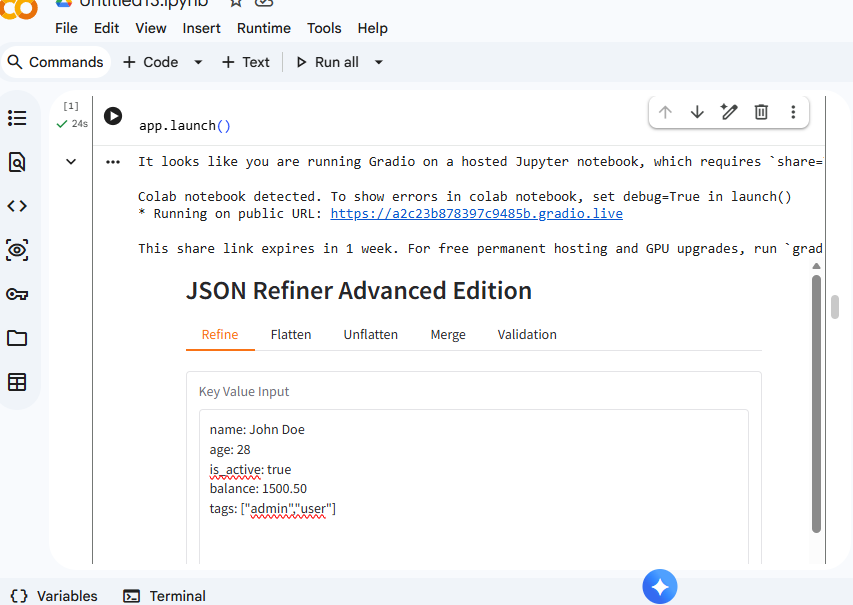 Untitled13.ipynb
File Edit View Insert Runtime Tools Help
Commands + Code + Text Run all
[1]
24s
app.launch()
It looks like you are running Gradio on a hosted Jupyter notebook, which requires `share=
Colab notebook detected. To show errors in colab notebook, set debug=True in launch()
* Running on public URL: https://a2c23b878397c9485b.gradio.live
This share link expires in 1 week. For free permanent hosting and GPU upgrades, run `grad
JSON Refiner Advanced Edition
Refine Flatten Unflatten Merge Validation
Key Value Input
name: John Doe
age: 28
is_active: true
balance: 1500.50
tags: ["admin","user"]
Variables Terminal